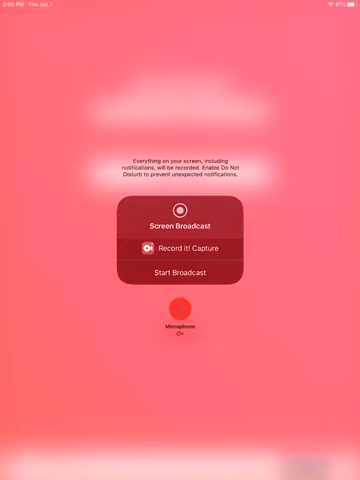 2:00 PM Thu Jan 2
81%
Everything on your screen, including
notifications, will be recorded. Enable Do Not
Disturb to prevent unexpected notifications.
Screen Broadcast
Record it! Capture
Start Broadcast
Microphone
On